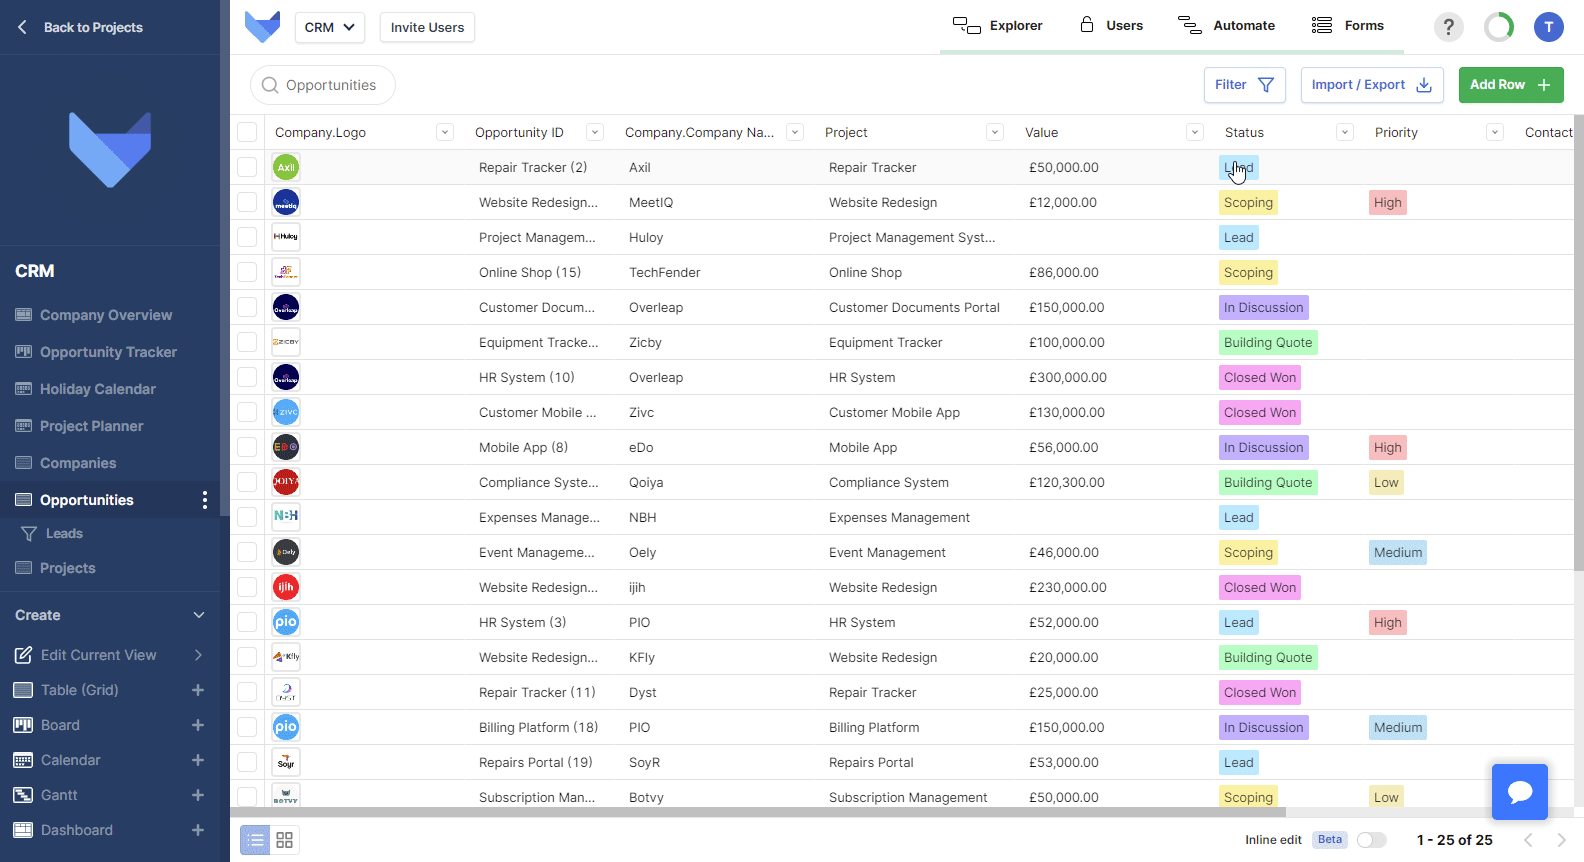 Back to Projects
CRM
Invite Users
Explorer
Users
Automate
Forms
?
T
Opportunities
Filter
Import / Export
Add Row
CRM
Company Overview
Opportunity Tracker
Holiday Calendar
Project Planner
Companies
Opportunities
Leads
Projects
Create
Edit Current View
Table (Grid)
Board
Calendar
Gantt
Dashboard
Company.Logo Opportunity ID Company.Company Na... Project Value Status Priority Contact
Axil Repair Tracker (2) Axil Repair Tracker £50,000.00 Lead
meetiq Website Redesign... MeetIQ Website Redesign £12,000.00 Scoping High
Huloy Project Managem... Huloy Project Management Syst... Lead
Online Shop (15) TechFender Online Shop £86,000.00 Scoping
Overleap Customer Docum... Overleap Customer Documents Portal £150,000.00 In Discussion
ZICBY Equipment Tracke... Zicby Equipment Tracker £100,000.00 Building Quote
Overleap HR System (10) Overleap HR System £300,000.00 Closed Won
ZIVC Customer Mobile ... Zivc Customer Mobile App £130,000.00 Closed Won
EDO Mobile App (8) eDo Mobile App £56,000.00 In Discussion High
QOIYA Compliance Syste... Qoiya Compliance System £120,300.00 Building Quote Low
NBH Expenses Manage... NBH Expenses Management Lead
Oely Event Manageme... Oely Event Management £46,000.00 Scoping Medium
ijih Website Redesign... ijih Website Redesign £230,000.00 Closed Won
pio HR System (3) PIO HR System £52,000.00 Lead High
Kfly Website Redesign... KFly Website Redesign £20,000.00 Building Quote
Repair Tracker (11) Dyst Repair Tracker £25,000.00 Closed Won
pio Billing Platform (18) PIO Billing Platform £150,000.00 In Discussion Medium
Soyr Repairs Portal (19) SoyR Repairs Portal £53,000.00 Lead
BOTVY Subscription Man... Botvy Subscription Management £50,000.00 Scoping Low
Inline edit Beta 1 - 25 of 25